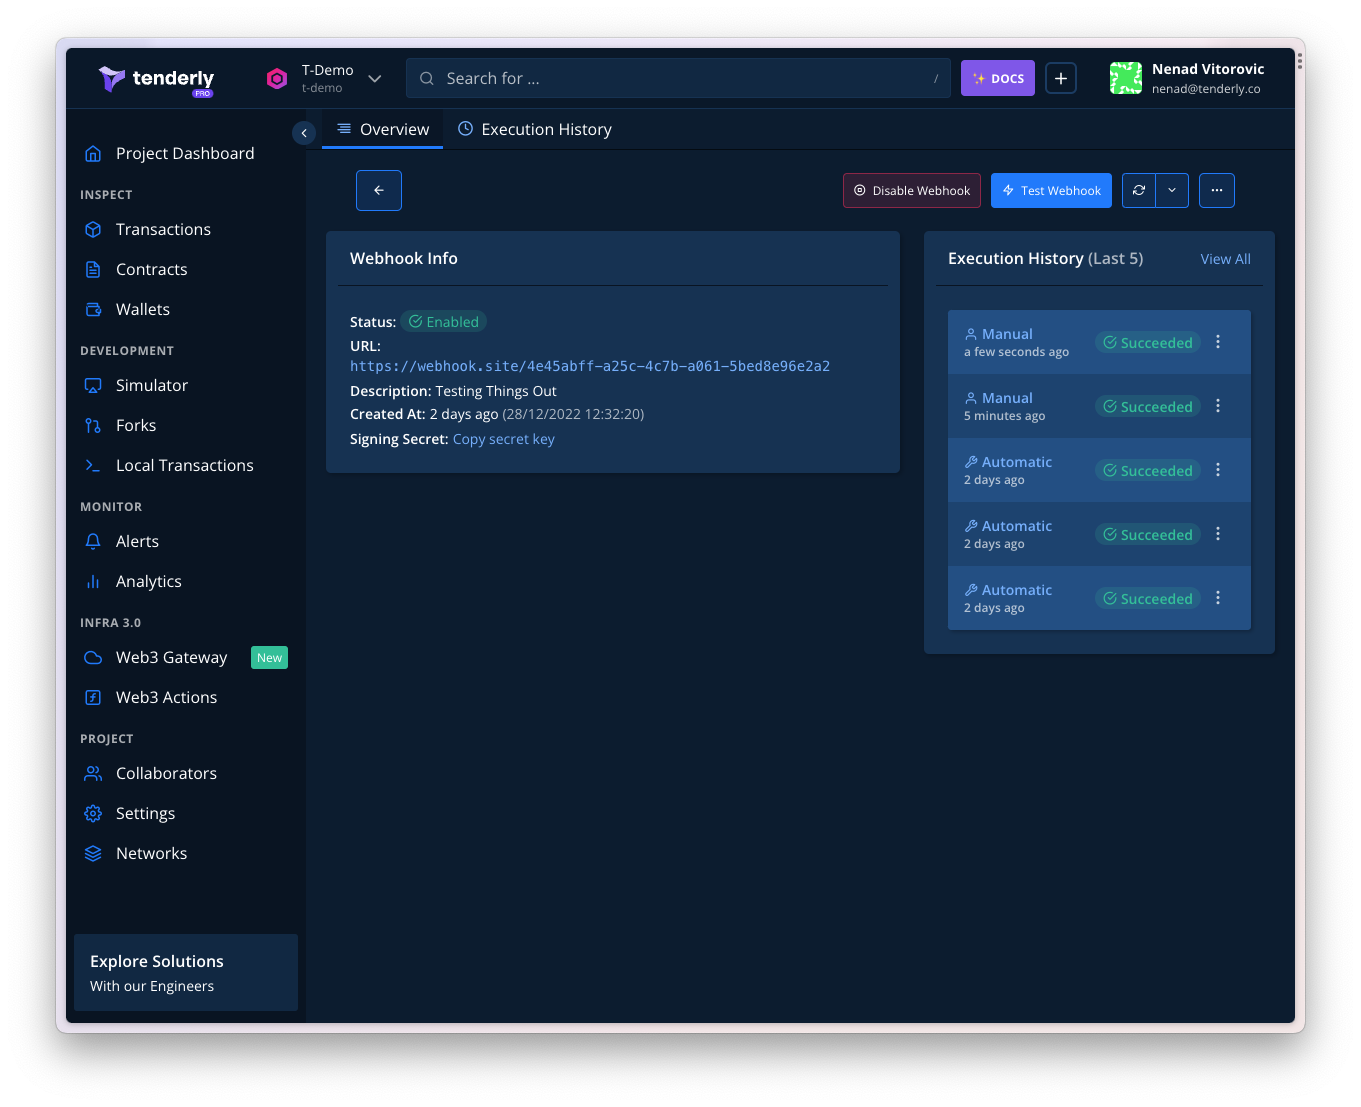 tenderly
PRO
T-Demo
t-demo
Search for ...
/
DOCS
Nenad Vitorovic
nenad@tenderly.co
Project Dashboard
INSPECT
Transactions
Contracts
Wallets
DEVELOPMENT
Simulator
Forks
Local Transactions
MONITOR
Alerts
Analytics
INFRA 3.0
Web3 Gateway New
Web3 Actions
PROJECT
Collaborators
Settings
Networks
Explore Solutions
With our Engineers
Overview
Execution History
Disable Webhook
Test Webhook
Webhook Info
Status: Enabled
URL:
https://webhook.site/4e45abff-a25c-4c7b-a061-5bed8e96e2a2
Description: Testing Things Out
Created At: 2 days ago (28/12/2022 12:32:20)
Signing Secret: Copy secret key
Execution History (Last 5) View All
Manual
a few seconds ago
Succeeded
Manual
5 minutes ago
Succeeded
Automatic
2 days ago
Succeeded
Automatic
2 days ago
Succeeded
Automatic
2 days ago
Succeeded